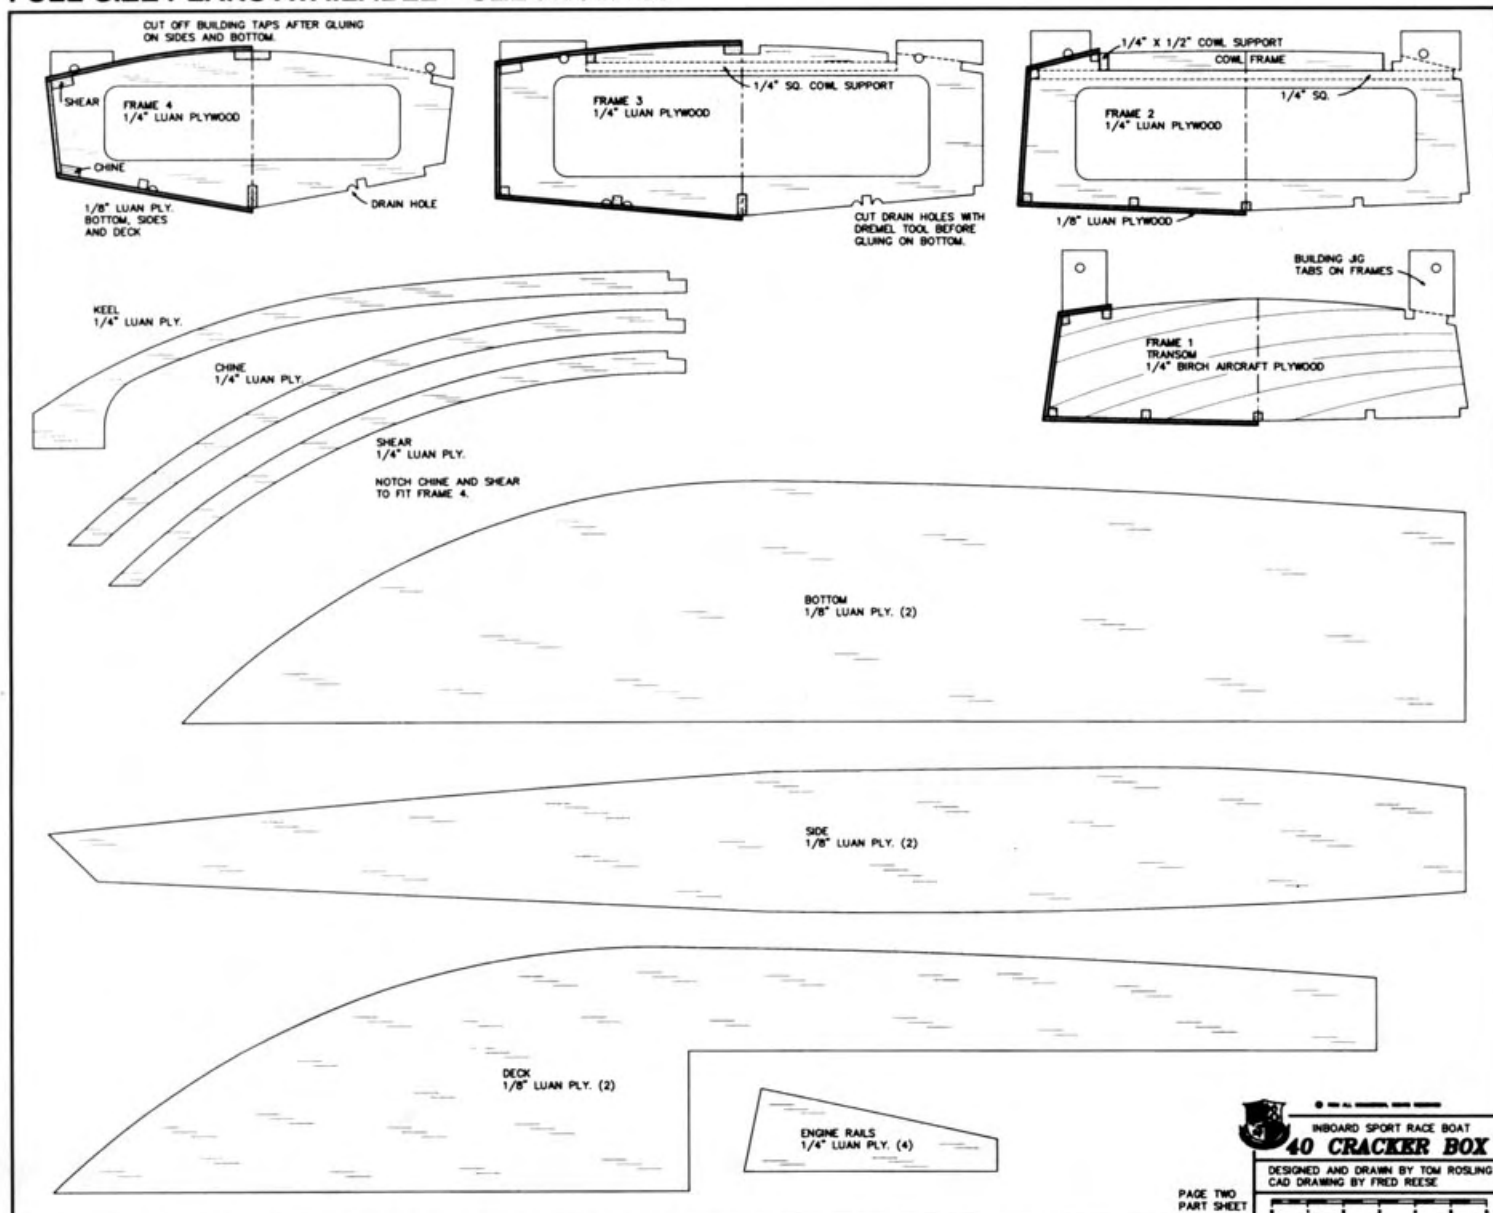 CUT OFF BUILDING TAPS AFTER GLUING
ON SIDES AND BOTTOM.
SHEAR
FRAME 4
1/4" LUAN PLYWOOD
CHINE
1/8" LUAN PLY.
BOTTOM, SIDES
AND DECK
DRAIN HOLE
FRAME 3
1/4" LUAN PLYWOOD
1/4" SQ. COWL SUPPORT
CUT DRAIN HOLES WITH
DREMEL TOOL BEFORE
GLUING ON BOTTOM.
1/4" X 1/2" COWL SUPPORT
COWL FRAME
1/4" SQ.
FRAME 2
1/4" LUAN PLYWOOD
1/8" LUAN PLYWOOD
BUILDING JIG
TABS ON FRAMES
FRAME 1
TRANSOM
1/4" BIRCH AIRCRAFT PLYWOOD
KEEL
1/4" LUAN PLY.
CHINE
1/4" LUAN PLY.
SHEAR
1/4" LUAN PLY.
NOTCH CHINE AND SHEAR
TO FIT FRAME 4.
BOTTOM
1/8" LUAN PLY. (2)
SIDE
1/8" LUAN PLY. (2)
DECK
1/8" LUAN PLY. (2)
ENGINE RAILS
1/4" LUAN PLY. (4)
ALL RIGHTS RESERVED
INBOARD SPORT RACE BOAT
40 CRACKER BOX
DESIGNED AND DRAWN BY TOM ROSLING
CAD DRAWING BY FRED REESE
PAGE TWO
PART SHEET